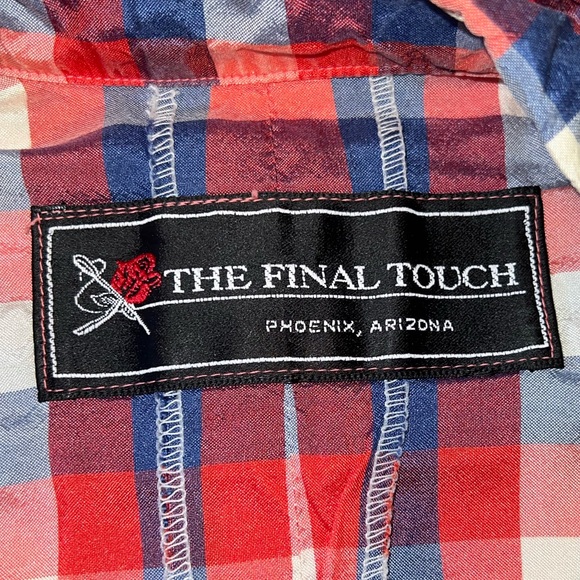 THE FINAL TOUCH
PHOENIX, ARIZONA